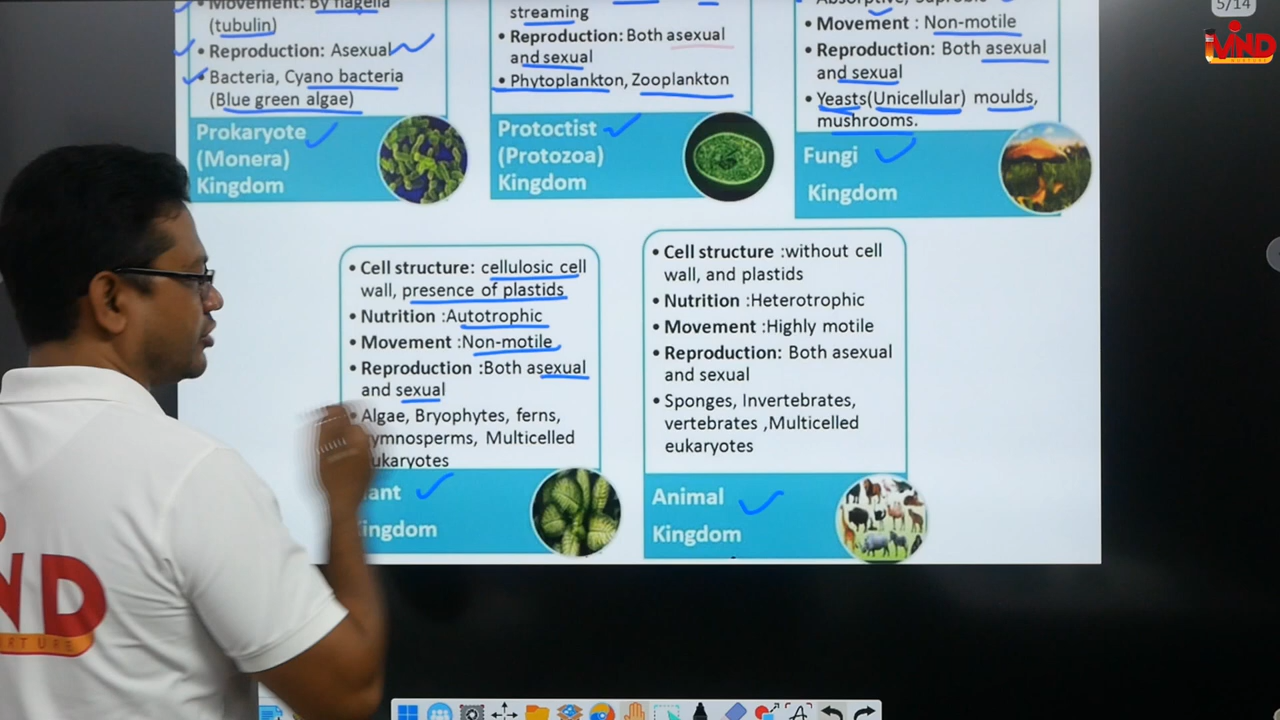 5/14
iMIND
NURTURE
Movement: By flagella
(tubulin)
• Reproduction: Asexual
• Bacteria, Cyano bacteria
(Blue green algae)
Prokaryote
(Monera)
Kingdom
streaming
• Reproduction: Both asexual
and sexual
• Phytoplankton, Zooplankton
Protoctist
(Protozoa)
Kingdom
• Movement : Non-motile
• Reproduction: Both asexual
and sexual
• Yeasts(Unicellular) moulds,
mushrooms.
Fungi
Kingdom
• Cell structure: cellulosic cell
wall, presence of plastids
• Nutrition :Autotrophic
• Movement :Non-motile
• Reproduction :Both asexual
and sexual
• Algae, Bryophytes, ferns,
ymnosperms, Multicelled
ukaryotes
ant
ingdom
• Cell structure :without cell
wall, and plastids
• Nutrition :Heterotrophic
• Movement :Highly motile
• Reproduction: Both asexual
and sexual
• Sponges, Invertebrates,
vertebrates ,Multicelled
eukaryotes
Animal
Kingdom
ND